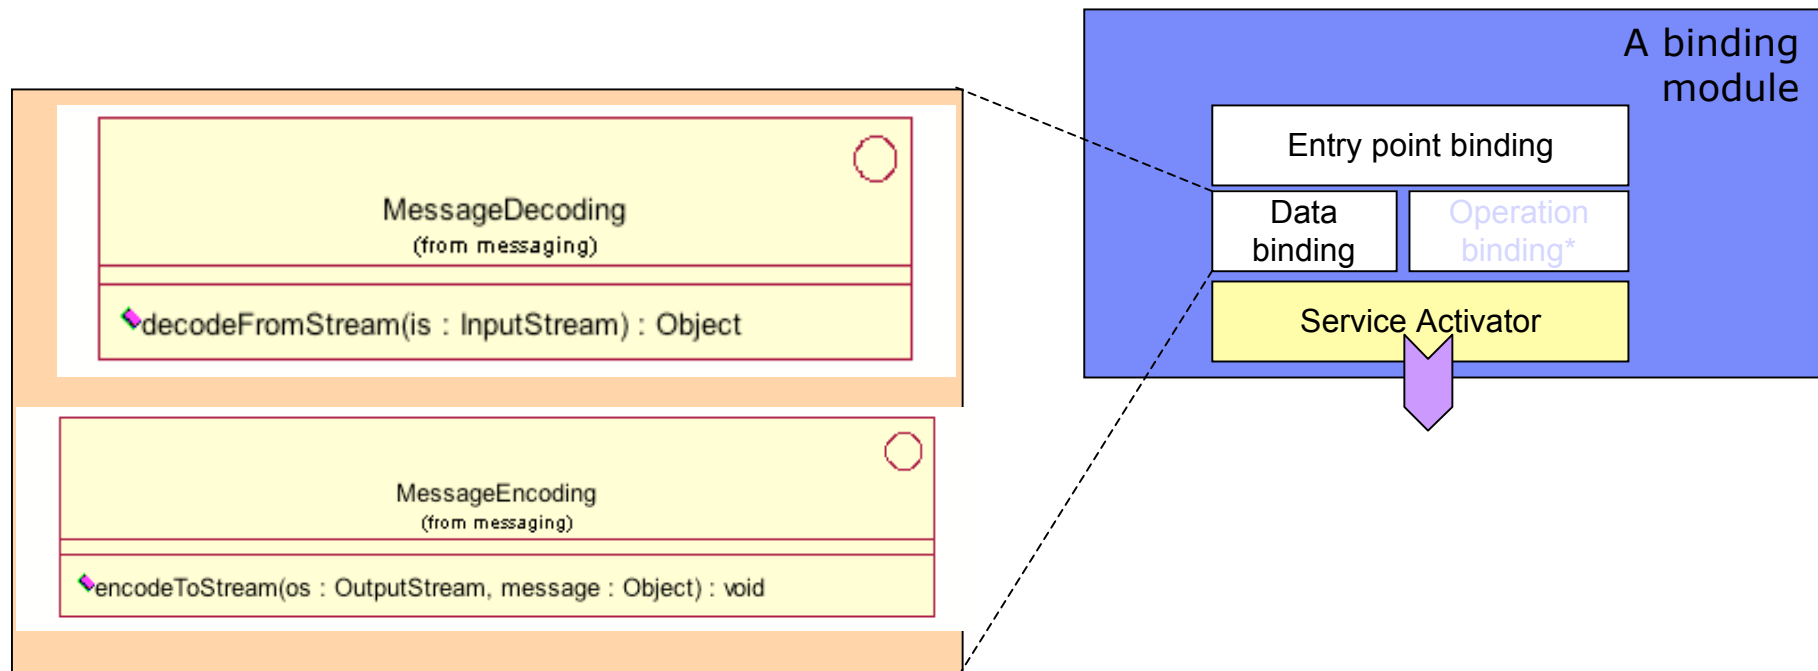 A binding
module
Entry point binding
Data
binding
Operation
binding*
Service Activator
MessageDecoding
(from messaging)
decodeFromStream(is : InputStream) : Object
MessageEncoding
(from messaging)
encodeToStream(os : OutputStream, message : Object) : void